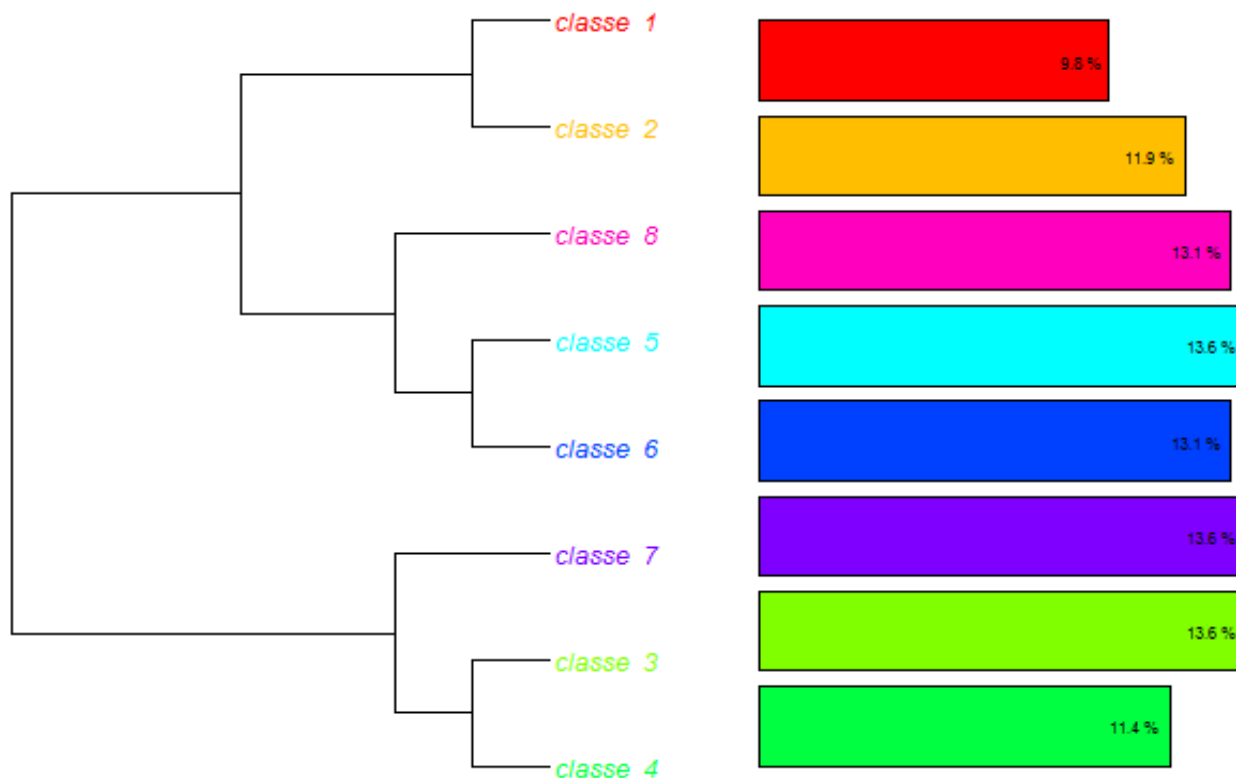 classe 1
9.8 %
classe 2
11.9 %
classe 8
13.1 %
classe 5
13.6 %
classe 6
13.1 %
classe 7
13.6 %
classe 3
13.6 %
classe 4
11.4 %